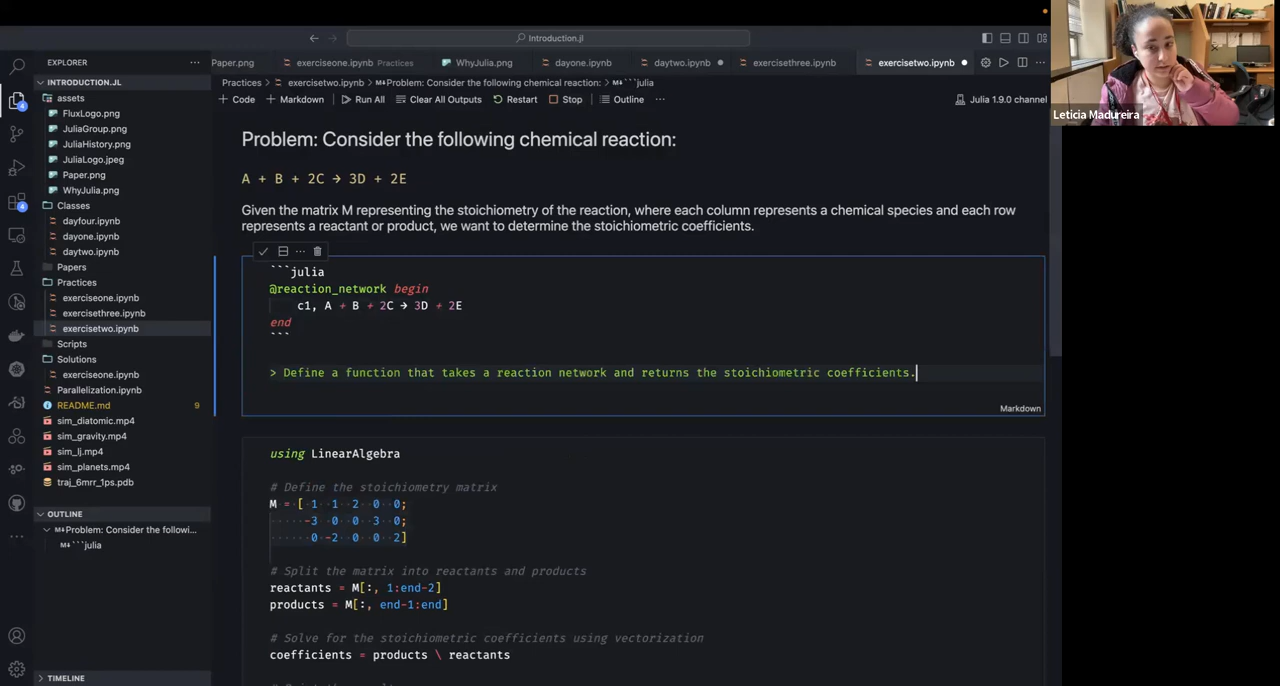 Introduction.jl
EXPLORER
Paper.png
exerciseone.ipynb Practices
WhyJulia.png
dayone.ipynb
daytwo.ipynb
exercisethree.ipynb
exercisetwo.ipynb
INTRODUCTION.JL
Practices > exercisetwo.ipynb > M↓Problem: Consider the following chemical reaction: > M↓```julia
+ Code + Markdown Run All Clear All Outputs Restart Stop Outline ...
Julia 1.9.0 channel
assets
FluxLogo.png
JuliaGroup.png
JuliaHistory.png
JuliaLogo.jpeg
Paper.png
WhyJulia.png
Classes
dayfour.ipynb
dayone.ipynb
daytwo.ipynb
Papers
Practices
exerciseone.ipynb
exercisethree.ipynb
exercisetwo.ipynb
Scripts
Solutions
exerciseone.ipynb
Parallelization.ipynb
README.md 9
sim_diatomic.mp4
sim_gravity.mp4
sim_lj.mp4
sim_planets.mp4
traj_6mrr_1ps.pdb
OUTLINE
M↓Problem: Consider the followi...
M↓```julia
TIMELINE
4
4
Problem: Consider the following chemical reaction:
A + B + 2C → 3D + 2E
Given the matrix M representing the stoichiometry of the reaction, where each column represents a chemical species and each row
represents a reactant or product, we want to determine the stoichiometric coefficients.
```julia
@reaction_network begin
c1, A + B + 2C → 3D + 2E
end
```
> Define a function that takes a reaction network and returns the stoichiometric coefficients.
Markdown
using LinearAlgebra
# Define the stoichiometry matrix
M = [ 1 1 2 0 0;
-3 0 0 3 0;
0 -2 0 0 2]
# Split the matrix into reactants and products
reactants = M[:, 1:end-2]
products = M[:, end-1:end]
# Solve for the stoichiometric coefficients using vectorization
coefficients = products \ reactants
Leticia Madureira